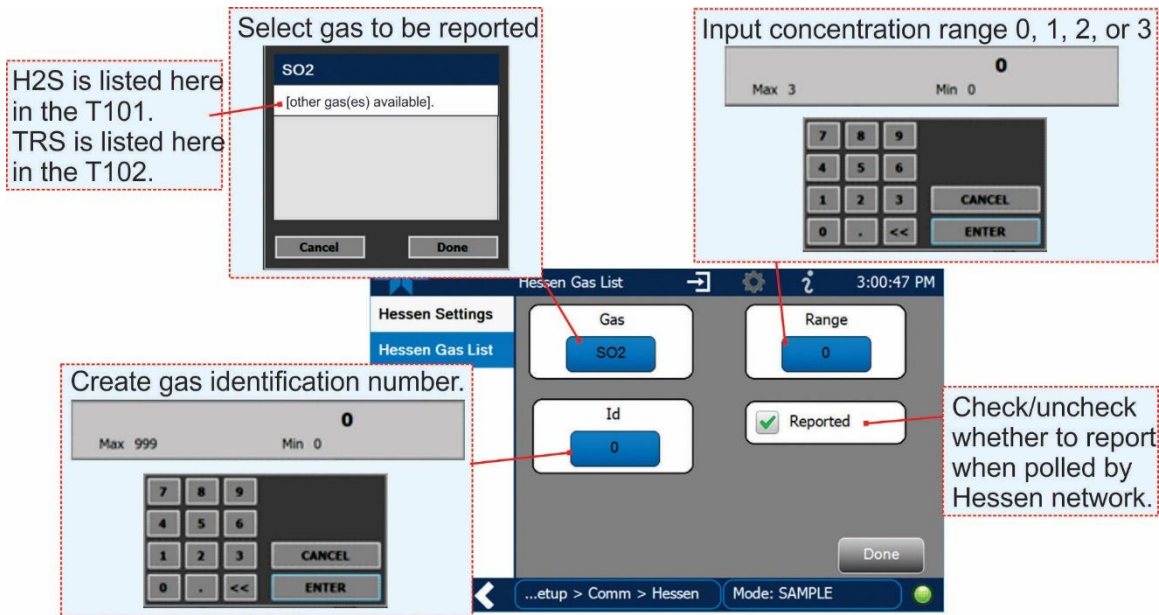 Select gas to be reported
SO2
[other gas(es) available].
Cancel Done
H2S is listed here
in the T101.
TRS is listed here
in the T102.
Input concentration range 0, 1, 2, or 3
0
Max 3 Min 0
7 8 9
4 5 6
1 2 3 CANCEL
0 . << ENTER
Hessen Gas List 3:00:47 PM
Hessen Settings
Hessen Gas List
Gas
SO2
Range
0
Id
0
Reported
Done
...etup > Comm > Hessen Mode: SAMPLE
Create gas identification number.
0
Max 999 Min 0
7 8 9
4 5 6
1 2 3 CANCEL
0 . << ENTER
Check/uncheck
whether to report
when polled by
Hessen network.